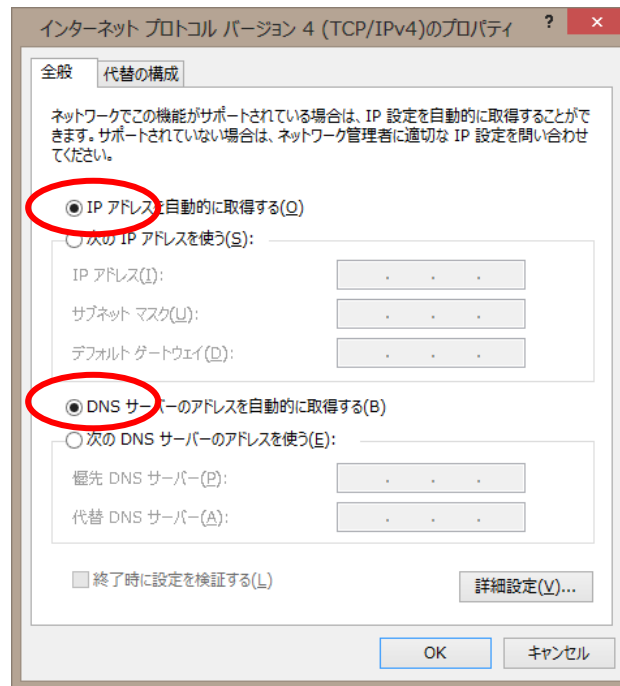 インターネット プロトコル バージョン 4 (TCP/IPv4)のプロパティ ? ×
全般 代替の構成
ネットワークでこの機能がサポートされている場合は、IP 設定を自動的に取得することがで
きます。サポートされていない場合は、ネットワーク管理者に適切な IP 設定を問い合わせ
てください。
IP アドレスを自動的に取得する(O)
次の IP アドレスを使う(S):
IP アドレス(I):
サブネット マスク(U):
デフォルト ゲートウェイ(D):
DNS サーバーのアドレスを自動的に取得する(B)
次の DNS サーバーのアドレスを使う(E):
優先 DNS サーバー(P):
代替 DNS サーバー(A):
終了時に設定を検証する(L)
詳細設定(V)...
OK キャンセル